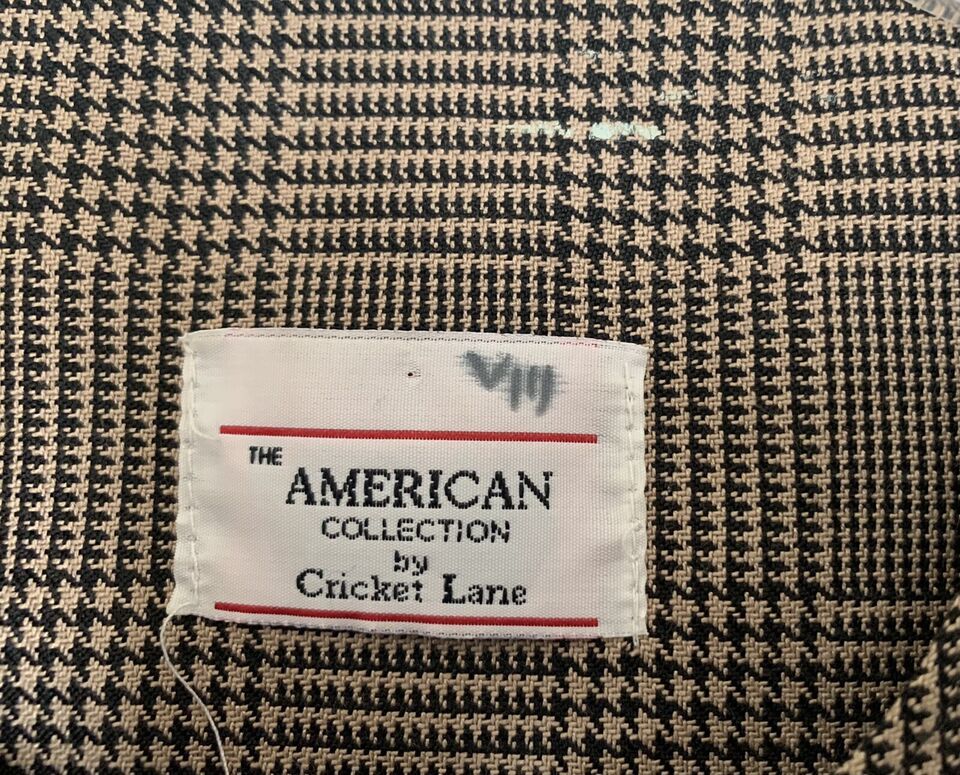 THE
AMERICAN
COLLECTION
by
Cricket Lane